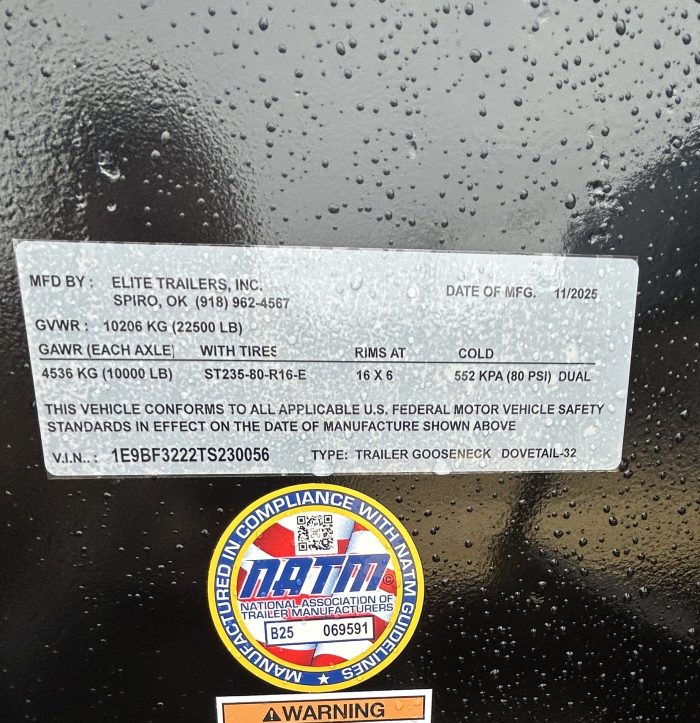 MFD BY : ELITE TRAILERS, INC. DATE OF MFG. 11/2025
SPIRO, OK (918) 962-4567
GVWR : 10206 KG (22500 LB)
GAWR (EACH AXLE) WITH TIRES RIMS AT COLD
4536 KG (10000 LB) ST235-80-R16-E 16 X 6 552 KPA (80 PSI) DUAL
THIS VEHICLE CONFORMS TO ALL APPLICABLE U.S. FEDERAL MOTOR VEHICLE SAFETY
STANDARDS IN EFFECT ON THE DATE OF MANUFACTURE SHOWN ABOVE
V.I.N.. : 1E9BF3222TS230056 TYPE: TRAILER GOOSENECK DOVETAIL-32
MANUFACTURED IN COMPLIANCE WITH NATM GUIDELINES
NATM ©
NATIONAL ASSOCIATION OF
TRAILER MANUFACTURERS
B25 069591
WARNING